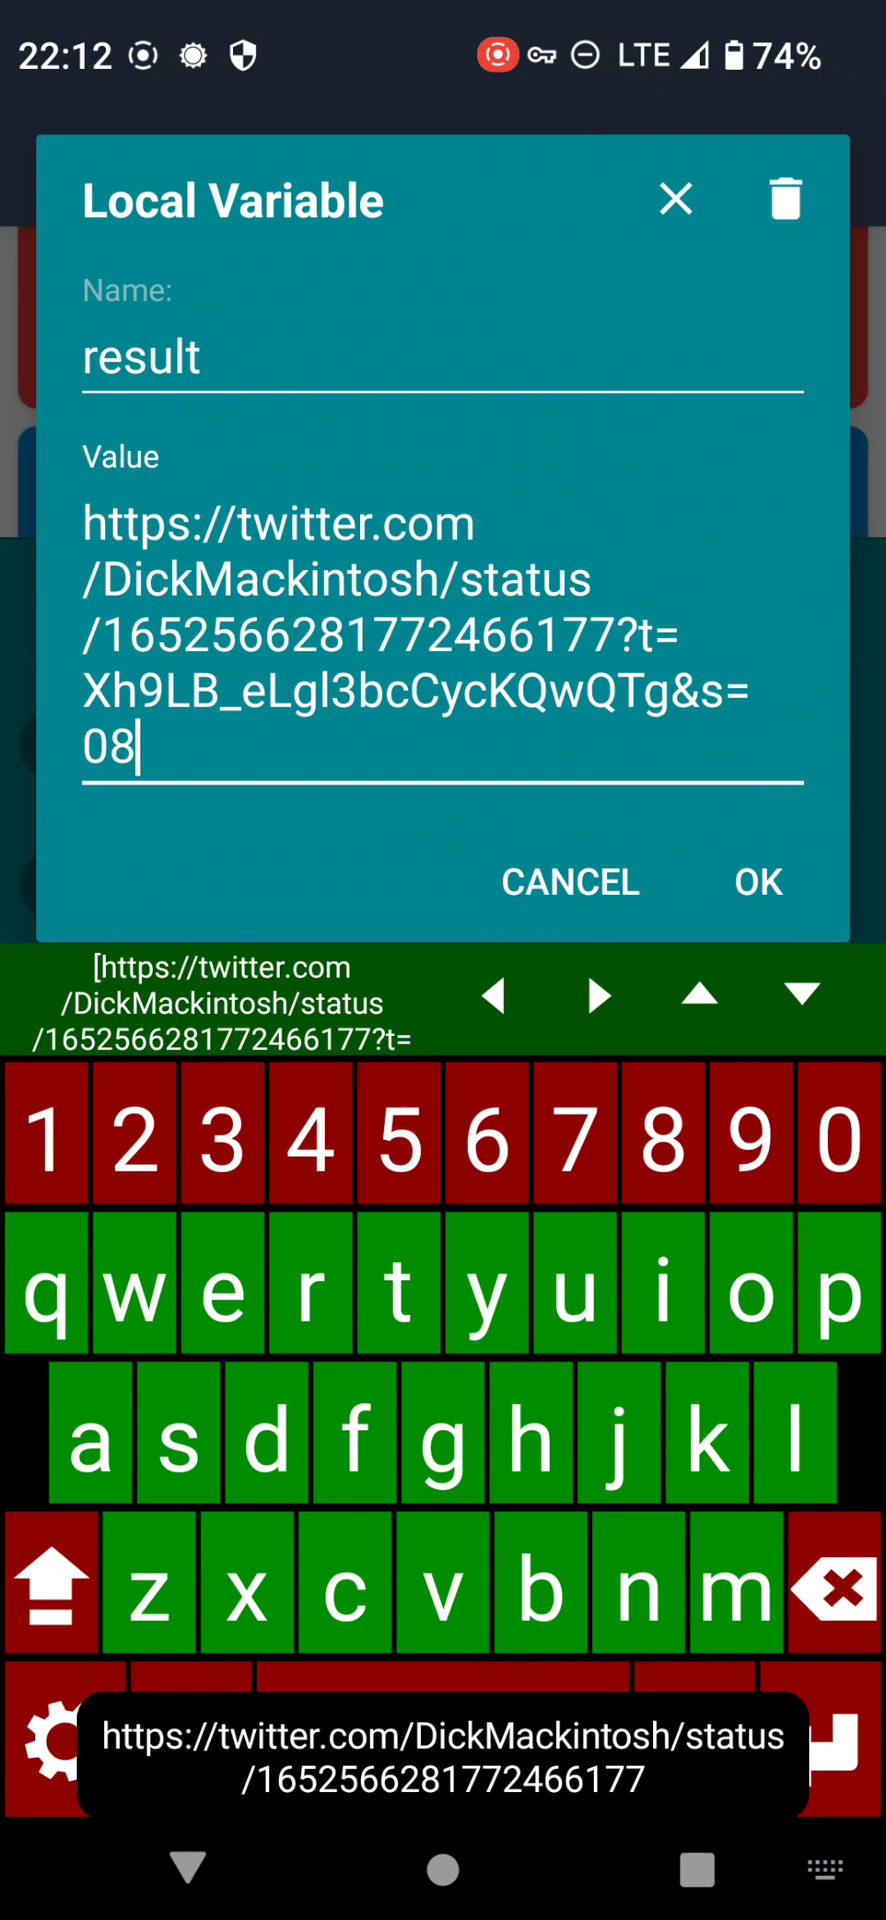 22:12 LTE 74%
Local Variable
Name:
result
Value
https://twitter.com
/DickMackintosh/status
/1652566281772466177?t=
Xh9LB_eLgl3bcCycKQwQTg&s=
08
CANCEL OK
[https://twitter.com
/DickMackintosh/status
/1652566281772466177?t=
1 2 3 4 5 6 7 8 9 0
q w e r t y u i o p
a s d f g h j k l
z x c v b n m
https://twitter.com/DickMackintosh/status
/1652566281772466177